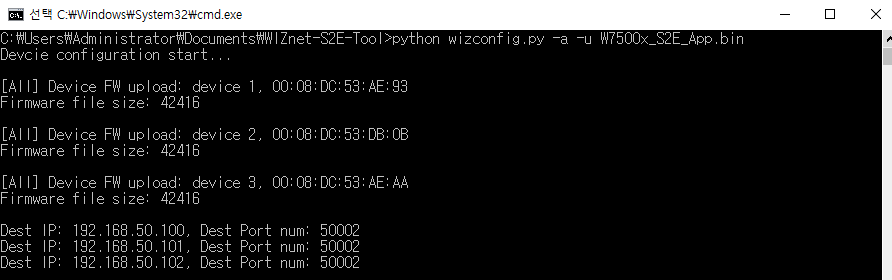 선택 C:₩Windows₩System32₩cmd.exe
C:₩Users₩Administrator₩Documents₩WIZnet-S2E-Tool>python wizconfig.py -a -u W7500x_S2E_App.bin
Devcie configuration start...
[All] Device FW upload: device 1, 00:08:DC:53:AE:93
Firmware file size: 42416
[All] Device FW upload: device 2, 00:08:DC:53:DB:0B
Firmware file size: 42416
[All] Device FW upload: device 3, 00:08:DC:53:AE:AA
Firmware file size: 42416
Dest IP: 192.168.50.100, Dest Port num: 50002
Dest IP: 192.168.50.101, Dest Port num: 50002
Dest IP: 192.168.50.102, Dest Port num: 50002